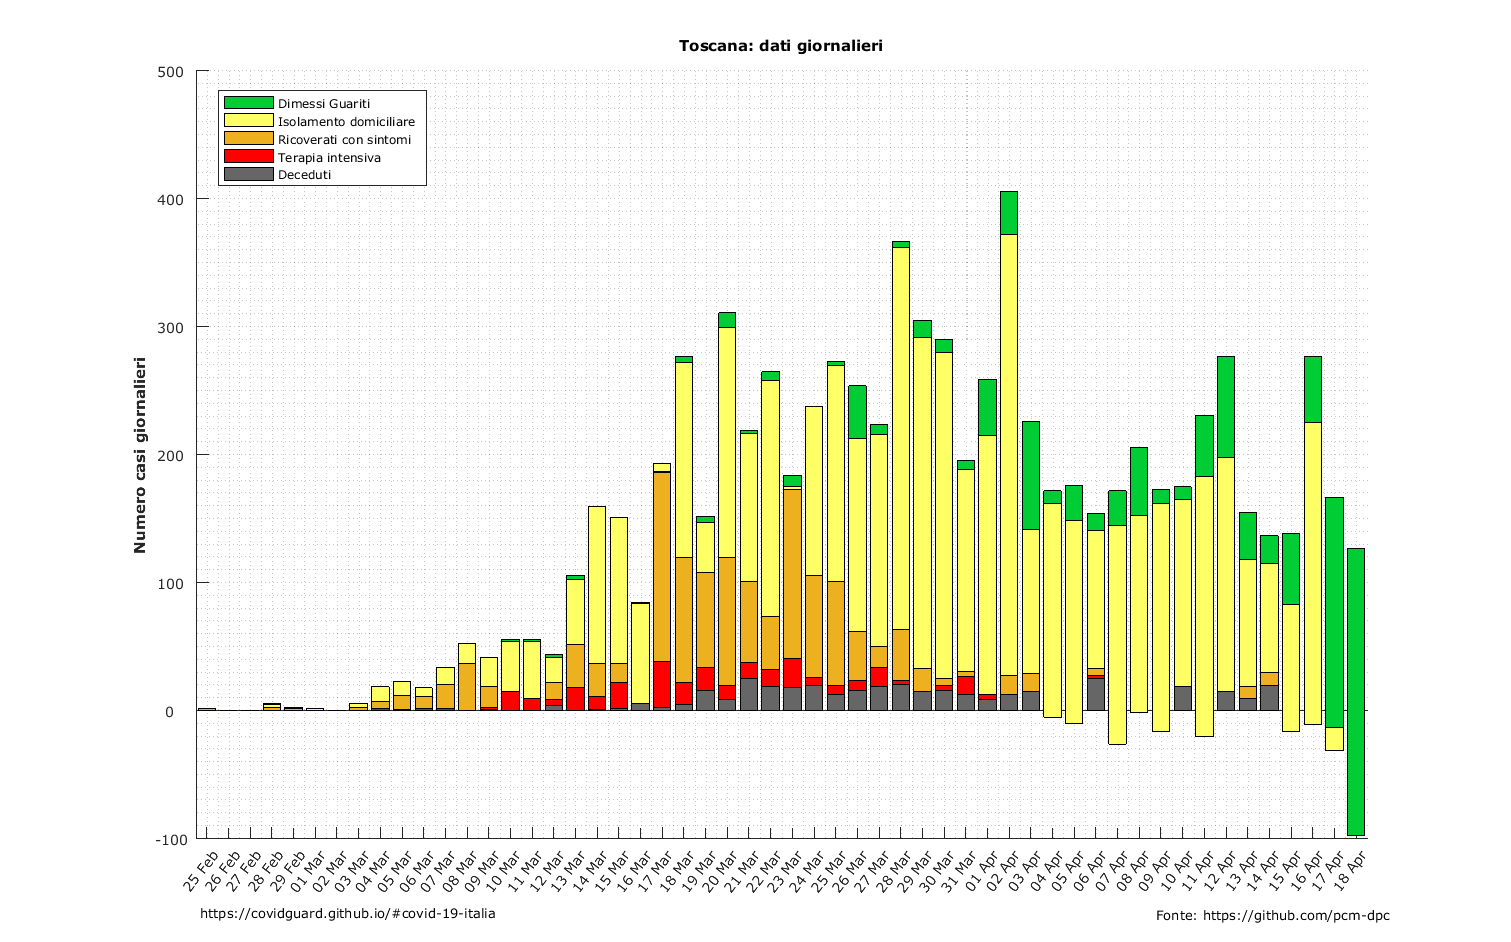 Toscana: dati giornalieri
500
400
300
200
100
0
-100
Numero casi giornalieri
Dimessi Guariti
Isolamento domiciliare
Ricoverati con sintomi
Terapia intensiva
Deceduti
25 Feb
26 Feb
27 Feb
28 Feb
29 Feb
01 Mar
02 Mar
03 Mar
04 Mar
05 Mar
06 Mar
07 Mar
08 Mar
09 Mar
10 Mar
11 Mar
12 Mar
13 Mar
14 Mar
15 Mar
16 Mar
17 Mar
18 Mar
19 Mar
20 Mar
21 Mar
22 Mar
23 Mar
24 Mar
25 Mar
26 Mar
27 Mar
28 Mar
29 Mar
30 Mar
31 Mar
01 Apr
02 Apr
03 Apr
04 Apr
05 Apr
06 Apr
07 Apr
08 Apr
09 Apr
10 Apr
11 Apr
12 Apr
13 Apr
14 Apr
15 Apr
16 Apr
17 Apr
18 Apr
https://covidguard.github.io/#covid-19-italia
Fonte: https://github.com/pcm-dpc